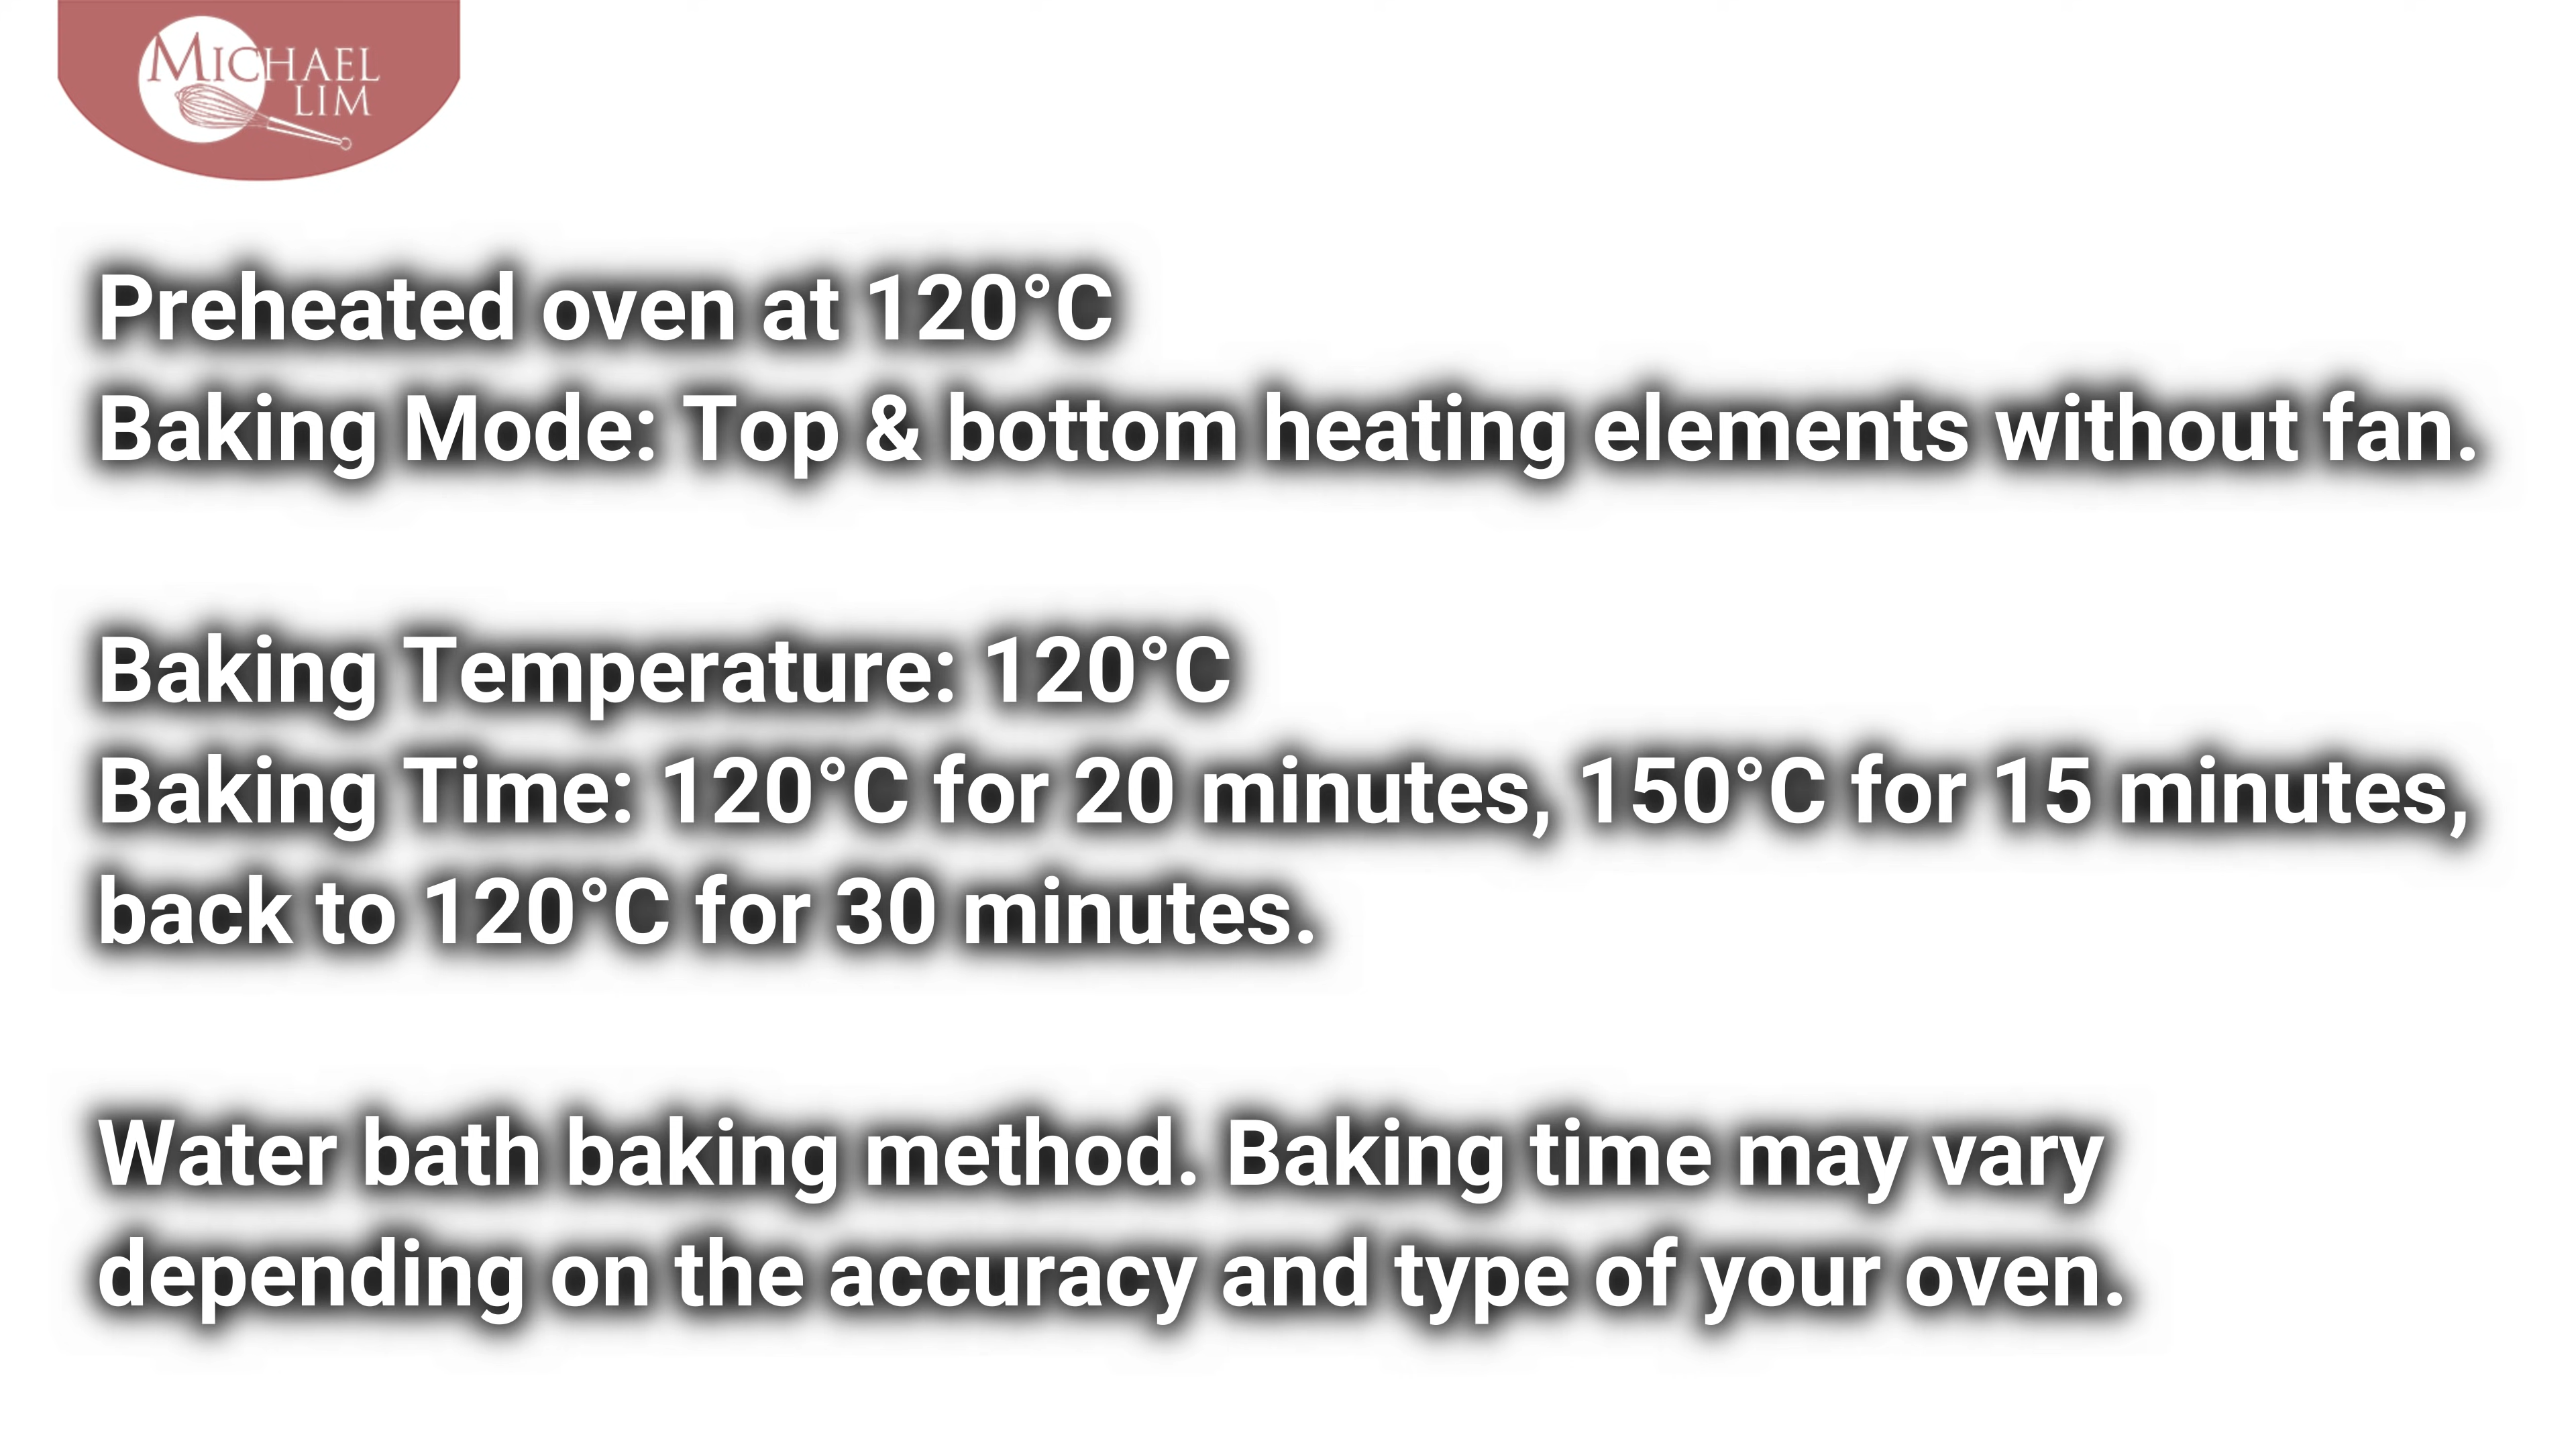 MICHAEL
LIM
Preheated oven at 120°C
Baking Mode: Top & bottom heating elements without fan.
Baking Temperature: 120°C
Baking Time: 120°C for 20 minutes, 150°C for 15 minutes,
back to 120°C for 30 minutes.
Water bath baking method. Baking time may vary
depending on the accuracy and type of your oven.